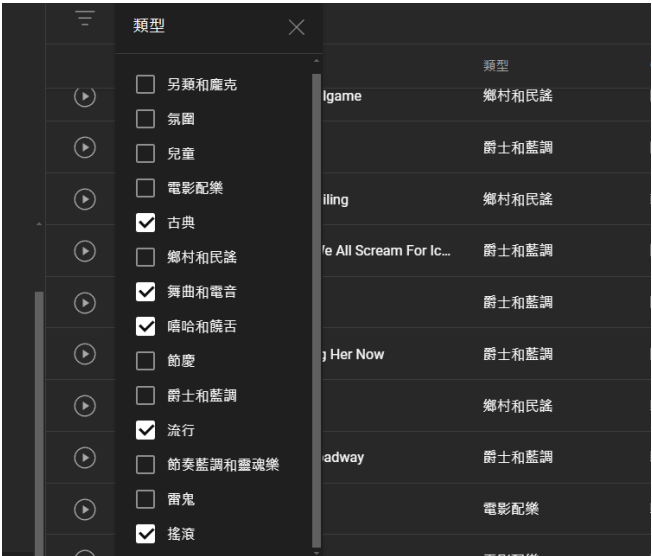 類型
類型
另類和龐克
lgame
鄉村和民謠
氛圍
兒童
爵士和藍調
電影配樂
iling
鄉村和民謠
古典
鄉村和民謠
e All Scream For Ic...
爵士和藍調
舞曲和電音
爵士和藍調
嘻哈和饒舌
節慶
g Her Now
爵士和藍調
爵士和藍調
鄉村和民謠
流行
節奏藍調和靈魂樂
adway
爵士和藍調
雷鬼
電影配樂
搖滾